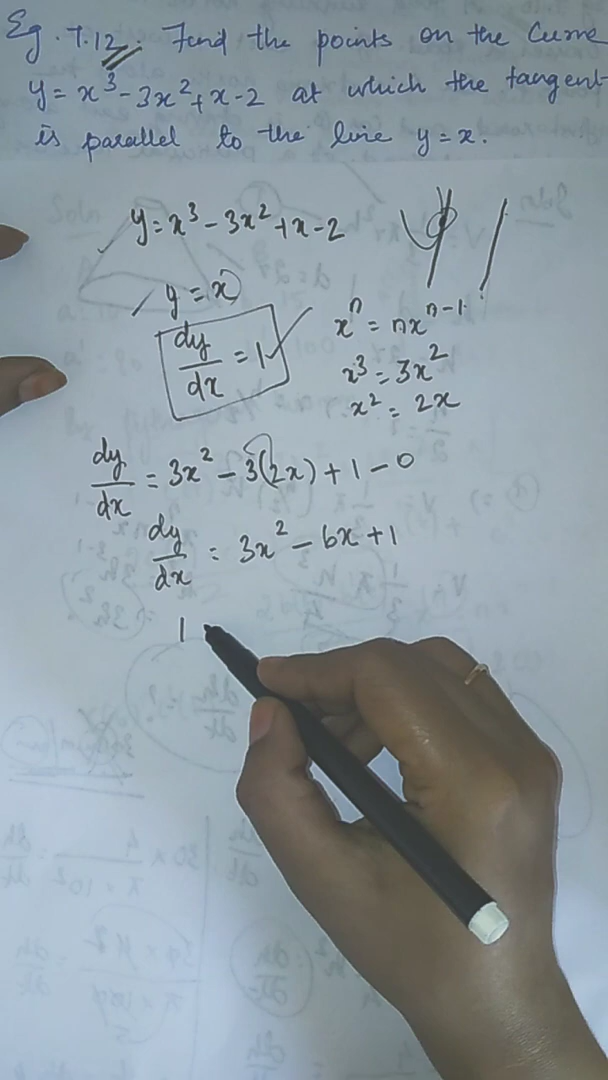 Eg. 7.12. Find the points on the curve
y = x³ - 3x² + x - 2 at which the tangent
is parallel to the line y = x.
y = x³ - 3x² + x - 2
y = x
dy/dx = 1
xⁿ = nxⁿ⁻¹
x³ = 3x²
x² = 2x
dy/dx = 3x² - 3(2x) + 1 - 0
dy/dx = 3x² - 6x + 1
1